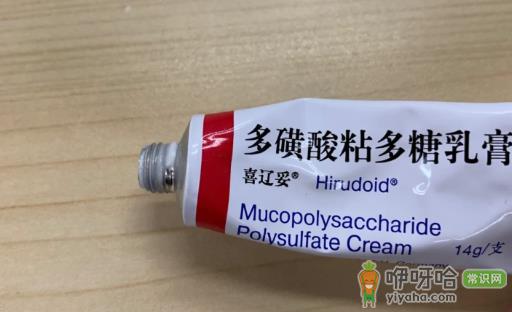 多磺酸粘多糖乳膏
喜辽妥® Hirudoid®
Mucopolysaccharide
Polysulfate Cream 14g/支
Germany
咿呀哈 常识网
yiyaha.com